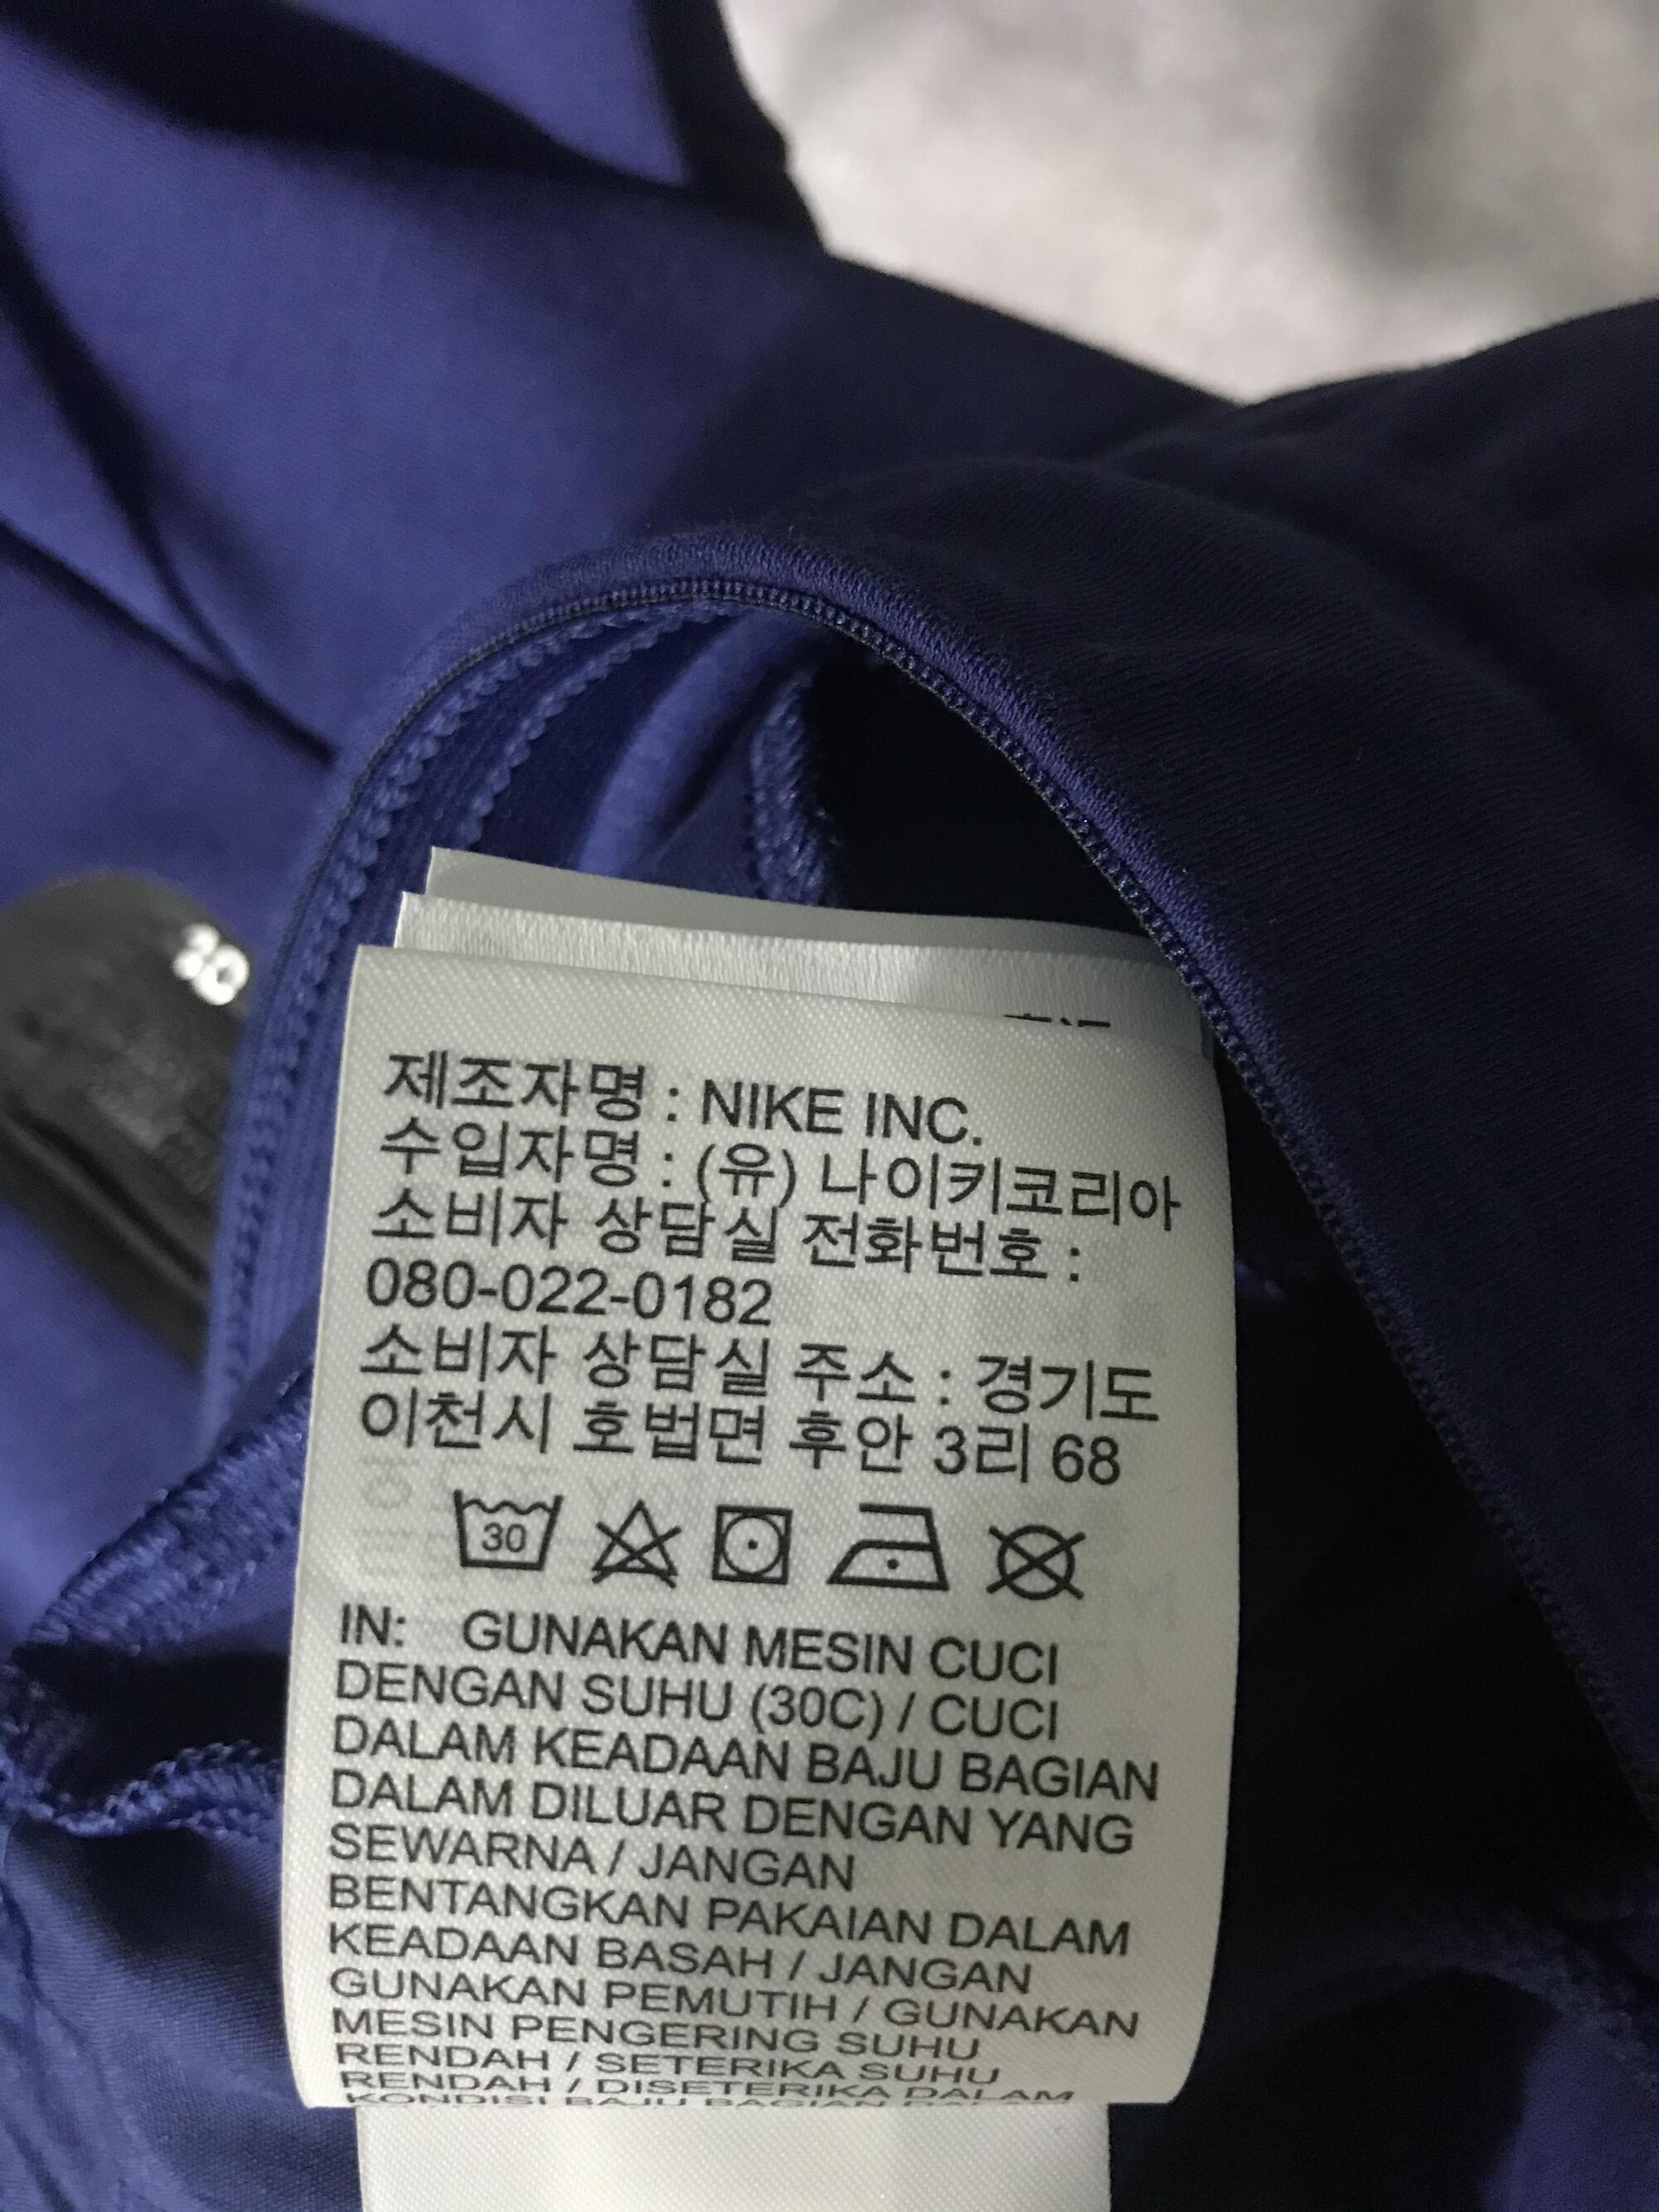 제조자명 : NIKE INC.
수입자명 : (유) 나이키코리아
소비자 상담실 전화번호 :
080-022-0182
소비자 상담실 주소 : 경기도
이천시 호법면 후안 3리 68
30
IN: GUNAKAN MESIN CUCI
DENGAN SUHU (30C) / CUCI
DALAM KEADAAN BAJU BAGIAN
DALAM DILUAR DENGAN YANG
SEWARNA / JANGAN
BENTANGKAN PAKAIAN DALAM
KEADAAN BASAH / JANGAN
GUNAKAN PEMUTIH / GUNAKAN
MESIN PENGERING SUHU
RENDAH / SETERIKA SUHU
RENDAH / DISETERIKA DALAM
KONDISI BAJU BAGIAN DALAM